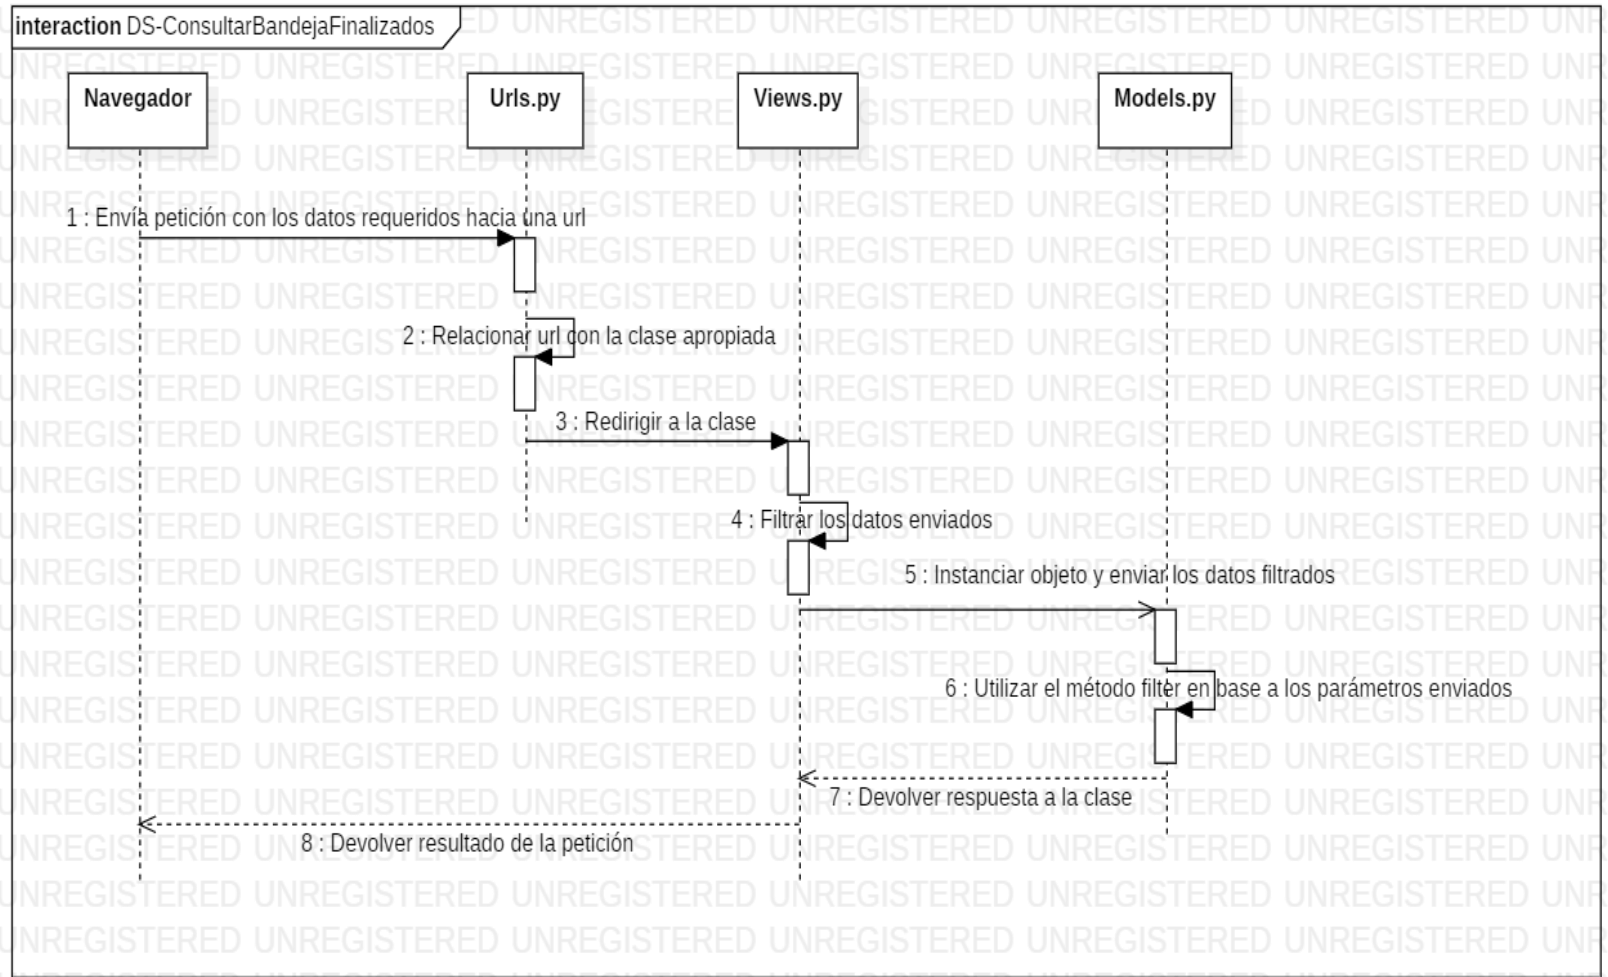 interaction DS-ConsultarBandejaFinalizados
Navegador
Urls.py
Views.py
Models.py
1 : Envía petición con los datos requeridos hacia una url
2 : Relacionar url con la clase apropiada
3 : Redirigir a la clase
4 : Filtrar los datos enviados
5 : Instanciar objeto y enviar los datos filtrados
6 : Utilizar el método filter en base a los parámetros enviados
7 : Devolver respuesta a la clase
8 : Devolver resultado de la petición
UNREGISTERED